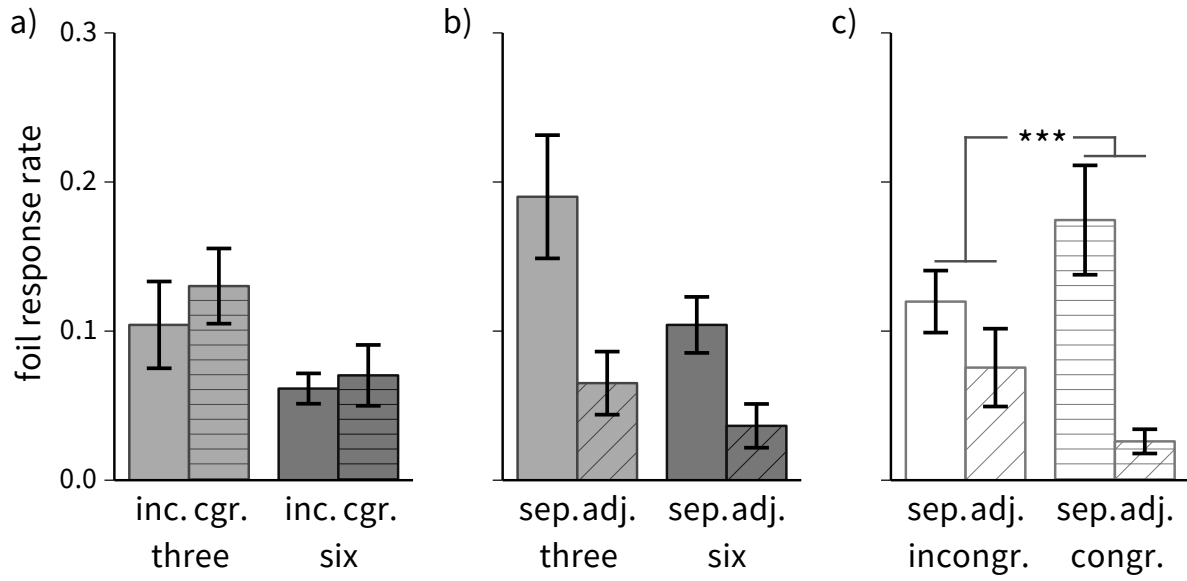 a) b) c)
0.3
***
0.2
foil response rate
0.1
0.0
inc. cgr. inc. cgr. sep. adj. sep. adj. sep. adj. sep. adj.
three six three six incongr. congr.